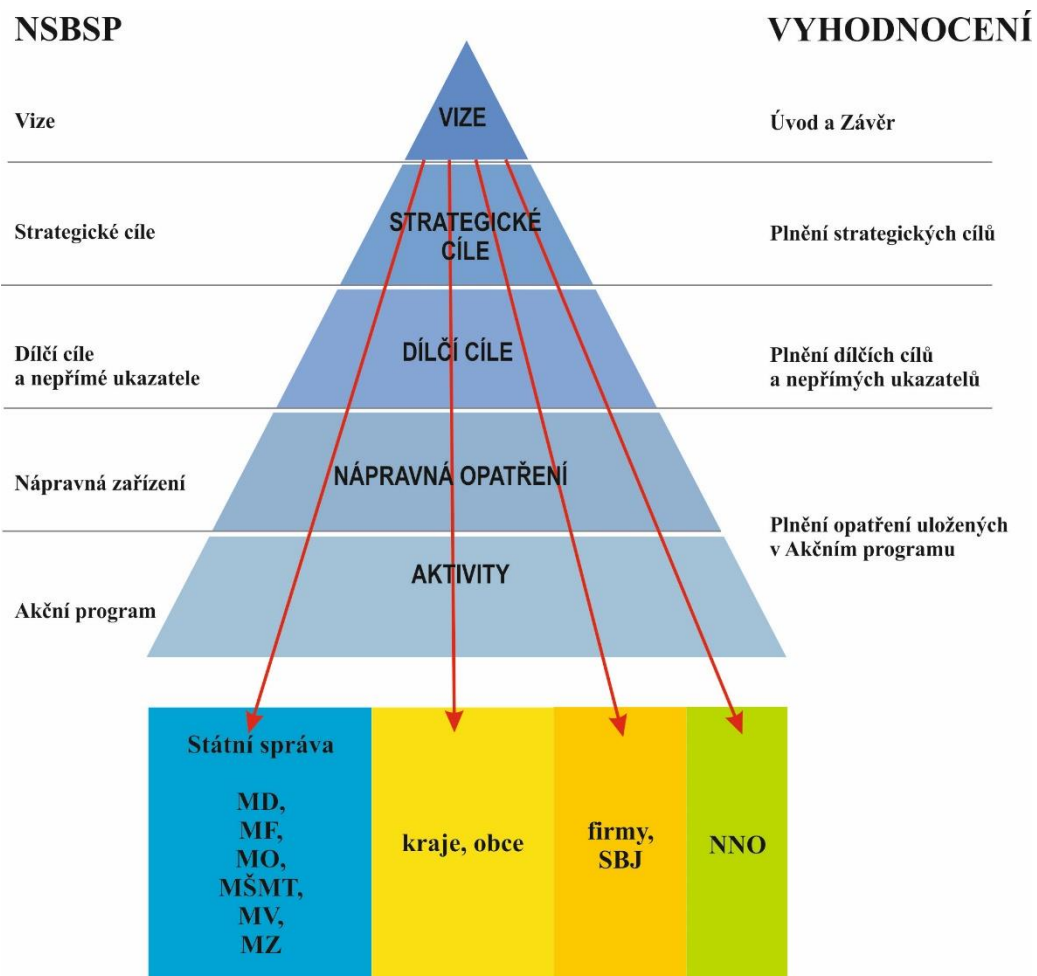 NSBSP
VYHODNOCENÍ
Vize
VIZE
Úvod a Závěr
Strategické cíle
STRATEGICKÉ
CÍLE
Plnění strategických cílů
Dílčí cíle
a nepřímé ukazatele
DÍLČÍ CÍLE
Plnění dílčích cílů
a nepřímých ukazatelů
Nápravná zařízení
NÁPRAVNÁ OPATŘENÍ
Plnění opatření uložených
v Akčním programu
Akční program
AKTIVITY
Státní správa
MD,
MF,
MO,
MŠMT,
MV,
MZ
kraje, obce
firmy,
SBJ
NNO